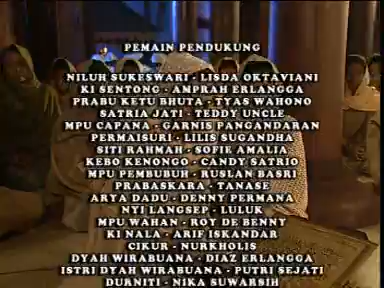 PEMAIN PENDUKUNG
NILUH SUKESWARI - LISDA OKTAVIANI
KI SENTONG - AMPRAH ERLANGGA
PRABU KETU BHUTA - TYAS WAHONO
SATRIA JATI - TEDDY UNCLE
MPU CAPANA - GARNIS PANGANDARAN
PERMAISURI - LILIS SUGANDHA
SITI RAHMAH - SOFIE AMALIA
KEBO KENONGO - CANDY SATRIO
MPU PEMBUBUH - RUSLAN BASRI
PRABASKARA - TANASE
ARYA DADU - DENNY PERMANA
NYI LANGSEP - LULUK
MPU WAHAN - ROY DE BENNY
KI NALA - ARIF ISKANDAR
CIKUR - NURKHOLIS
DYAH WIRABUANA - DIAZ ERLANGGA
ISTRI DYAH WIRABUANA - PUTRI SEJATI
DURNITI - NIKA SUWARSIH